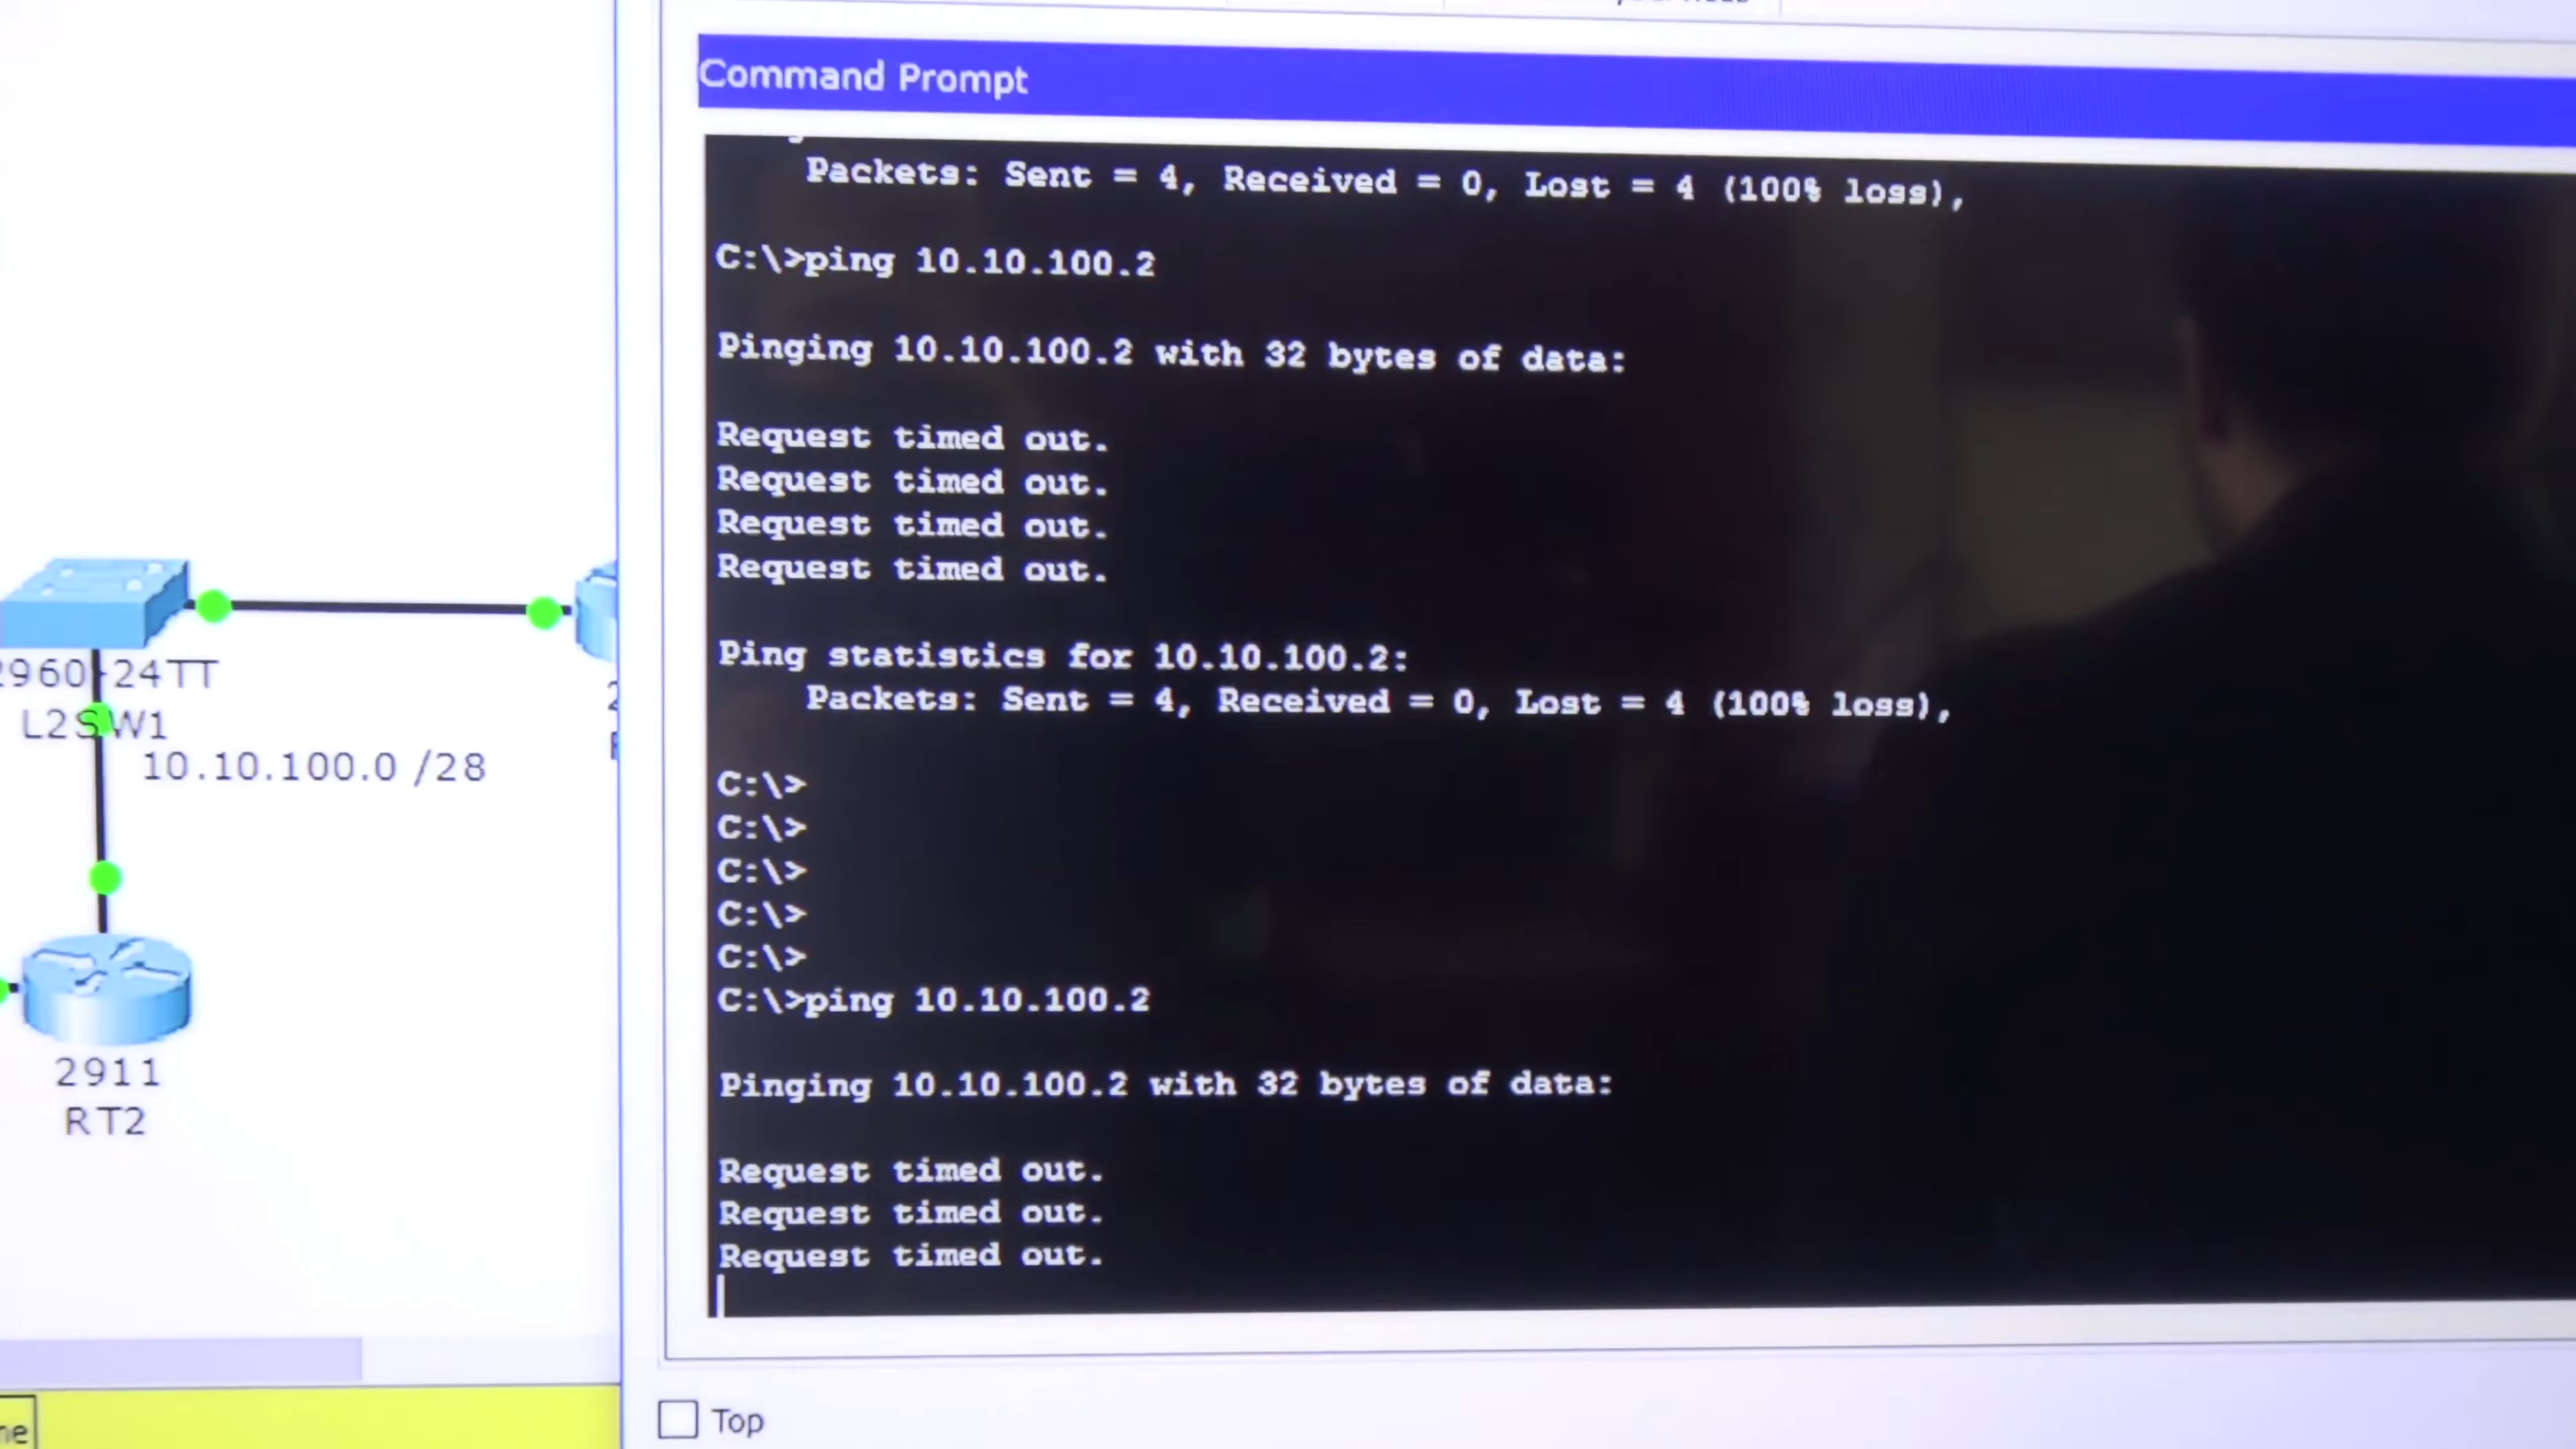 Command Prompt
Packets: Sent = 4, Received = 0, Lost = 4 (100% loss),
C:\>ping 10.10.100.2
Pinging 10.10.100.2 with 32 bytes of data:
Request timed out.
Request timed out.
Request timed out.
Request timed out.
Ping statistics for 10.10.100.2:
Packets: Sent = 4, Received = 0, Lost = 4 (100% loss),
C:\>
C:\>
C:\>
C:\>
C:\>
C:\>ping 10.10.100.2
Pinging 10.10.100.2 with 32 bytes of data:
Request timed out.
Request timed out.
Request timed out.
Top
2960-24TT
L2SW1
10.10.100.0 /28
2911
RT2